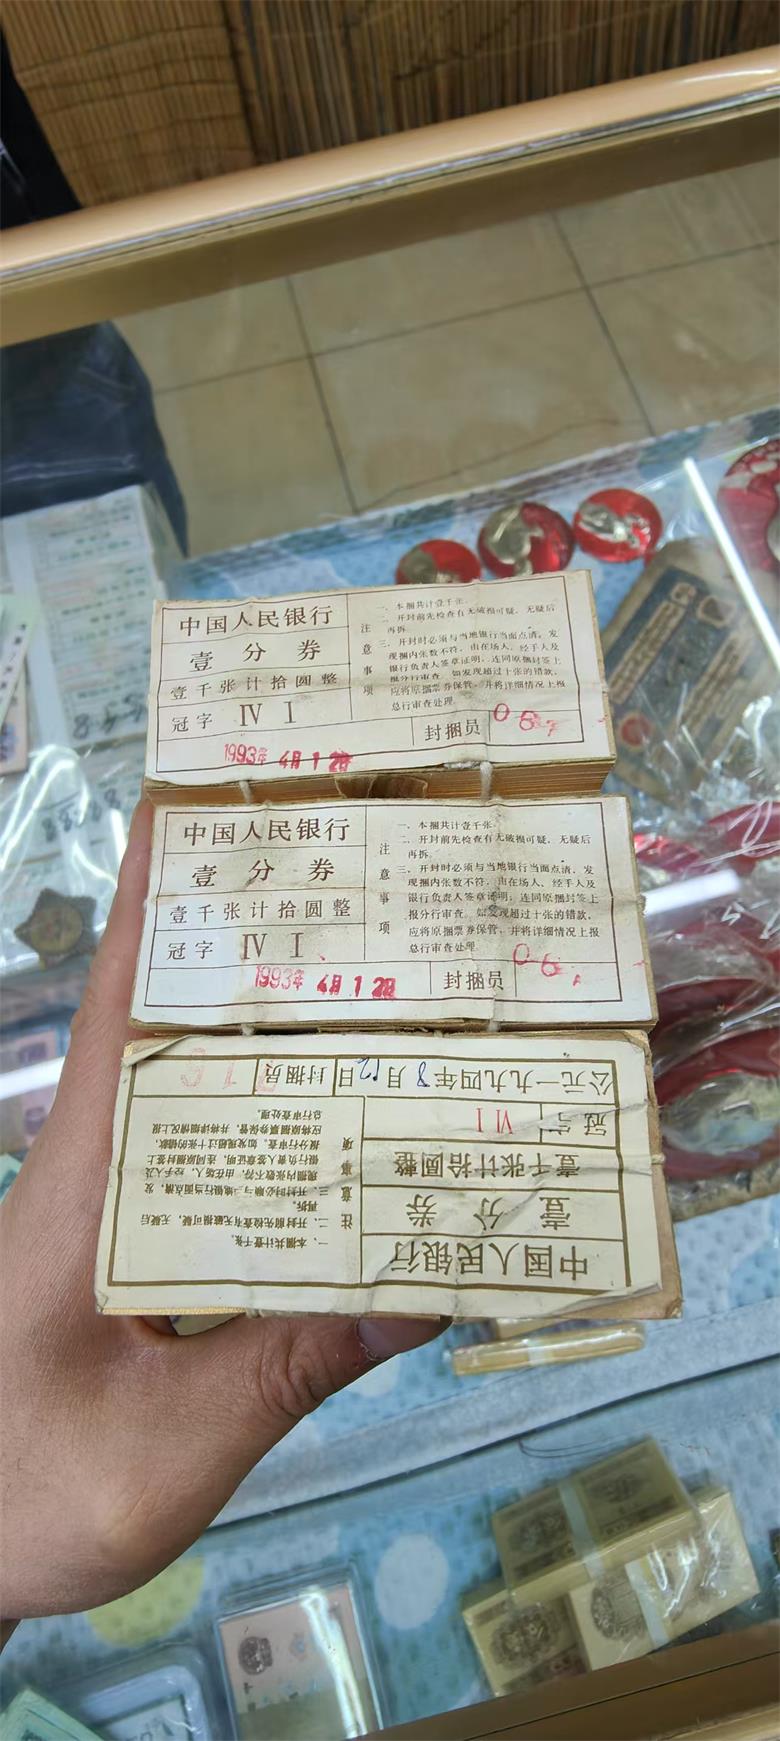 中国人民银行
壹分券
壹千张计拾圆整
冠字 IV I
1993年 4月12日
封捆员 06
注意事项
一、本捆共计壹千张。
二、开封前先检查有无破损可疑，无疑后
再拆。
三、开封时必须与当地银行当面点清，发
现捆内张数不符，由在场人、经手人及
银行负责人签章证明，连同原捆封签上
报分行审查。如发现超过十张的错款，
应将原捆票券保管，并将详细情况上报
总行审查处理。
中国人民银行
壹分券
壹千张计拾圆整
冠字 IV I
1993年 4月12日
封捆员 06
注意事项
一、本捆共计壹千张。
二、开封前先检查有无破损可疑，无疑后
再拆。
三、开封时必须与当地银行当面点清，发
现捆内张数不符，由在场人、经手人及
银行负责人签章证明，连同原捆封签上
报分行审查。如发现超过十张的错款，
应将原捆票券保管，并将详细情况上报
总行审查处理。
中国人民银行
壹分券
壹千张计拾圆整
冠字 VI I
公元一九九四年8月12日 封捆员
注意事项
一、本捆共计壹千张。
二、开封前先检查有无破损可疑，无疑后
再拆。
三、开封时必须与当地银行当面点清，发
现捆内张数不符，由在场人、经手人及
银行负责人签章证明，连同原捆封签上
报分行审查。如发现超过十张的错款，
应将原捆票券保管，并将详细情况上报
总行审查处理。